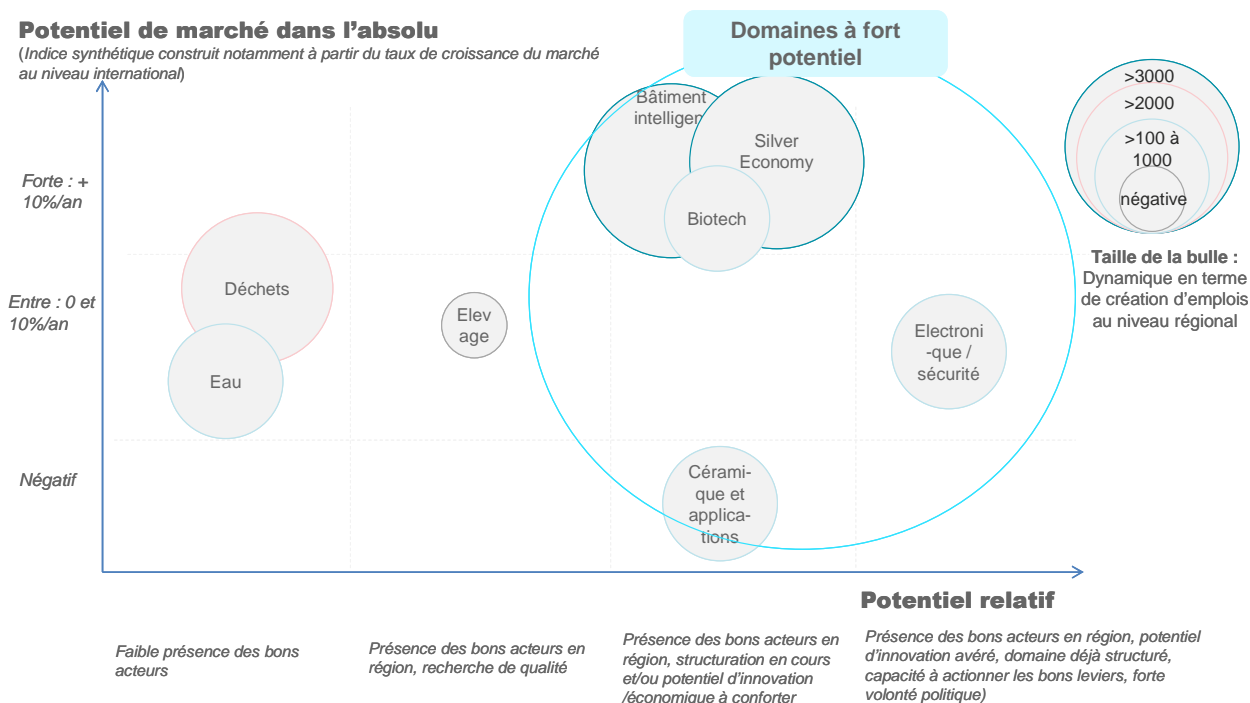 Potentiel de marché dans l'absolu
(Indice synthétique construit notamment à partir du taux de croissance du marché
au niveau international)
Domaines à fort
potentiel
>3000
>2000
>100 à
1000
négative
Taille de la bulle :
Dynamique en terme
de création d'emplois
au niveau régional
Bâtiment
intelligen
Silver
Economy
Biotech
Forte : +
10%/an
Déchets
Entre : 0 et
10%/an
Elev
age
Electroni
-que /
sécurité
Eau
Négatif
Cérami-
que et
applica-
tions
Potentiel relatif
Faible présence des bons
acteurs
Présence des bons acteurs en
région, recherche de qualité
Présence des bons acteurs en
région, structuration en cours
et/ou potentiel d'innovation
/économique à conforter
Présence des bons acteurs en région, potentiel
d'innovation avéré, domaine déjà structuré,
capacité à actionner les bons leviers, forte
volonté politique)